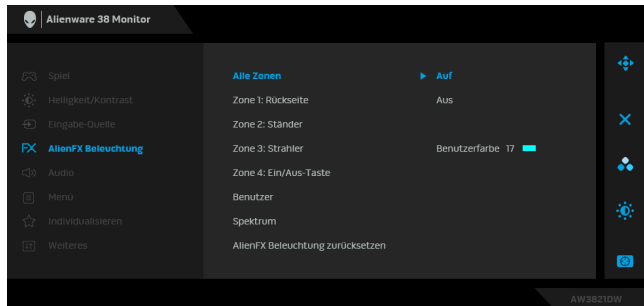 Alienware 38 Monitor
Spiel
Helligkeit/Kontrast
Eingabe-Quelle
FX AlienFX Beleuchtung
Audio
Menü
Individualisieren
Weiteres
Alle Zonen
Zone 1: Rückseite
Zone 2: Ständer
Zone 3: Strahler
Zone 4: Ein/Aus-Taste
Benutzer
Spektrum
AlienFX Beleuchtung zurücksetzen
Auf
Aus
Benutzerfarbe 17
AW3821DW